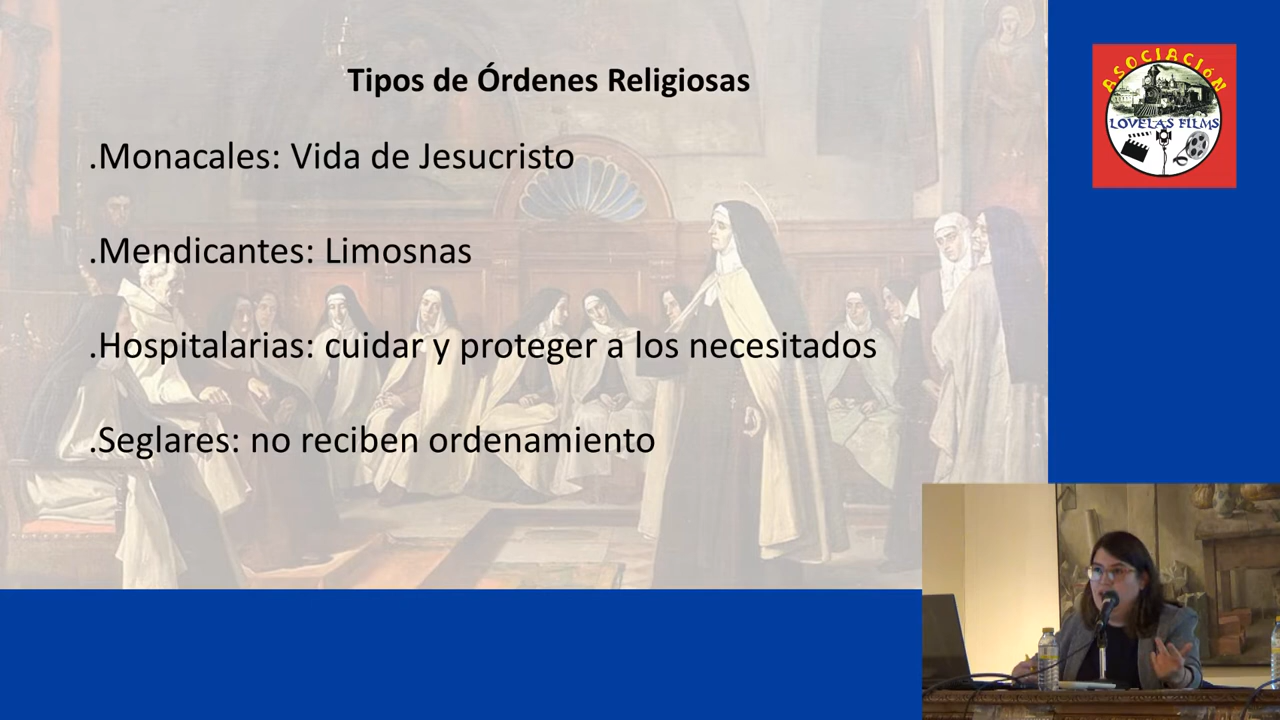 Tipos de Órdenes Religiosas
.Monacales: Vida de Jesucristo
.Mendicantes: Limosnas
.Hospitalarias: cuidar y proteger a los necesitados
.Seglares: no reciben ordenamiento
ASOCIACIÓN
LOVELAS FILMS